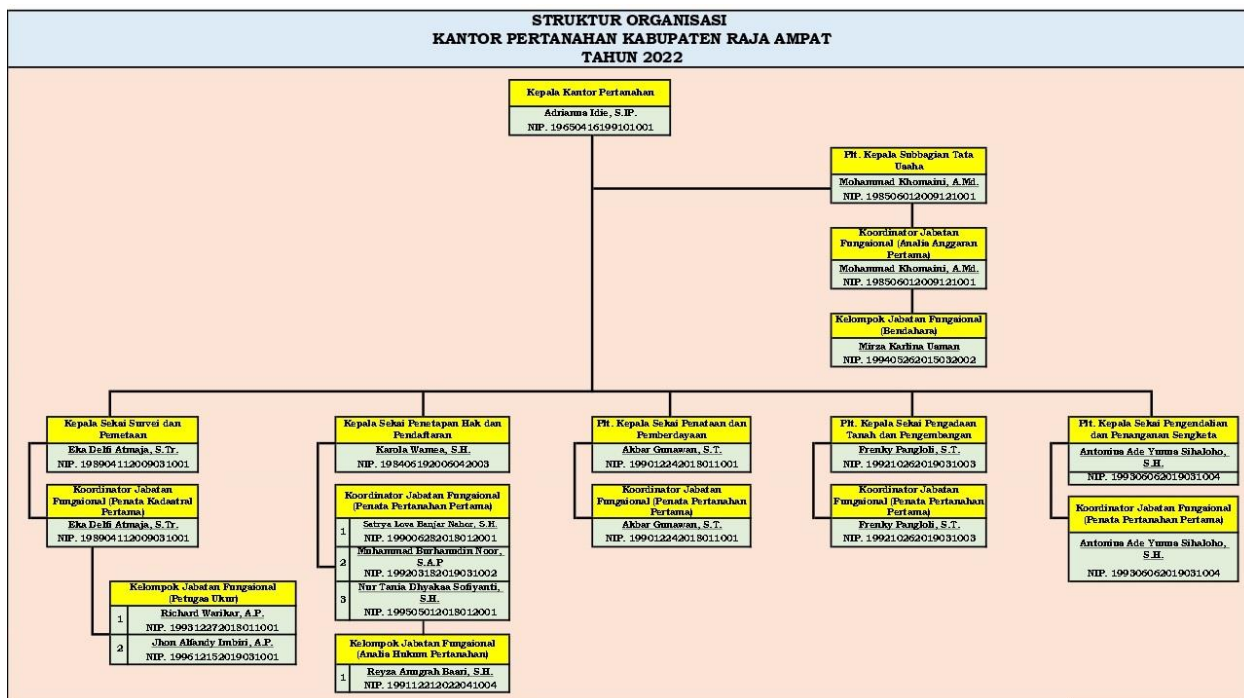 STRUKTUR ORGANISASI
KANTOR PERTANAHAN KABUPATEN RAJA AMPAT
TAHUN 2022
Kepala Kantor Pertanahan
Adriana Idie, S.IP.
NIP. 19650416199101001
Plt. Kepala Subbagian Tata
Usaha
Mohammad Khomaini, A.Md.
NIP. 198506012009121001
Koordinator Jabatan
Fungsional (Analis Anggaran
Pertama)
Mohammad Khomaini, A.Md.
NIP. 198506012009121001
Kelompok Jabatan Fungsional
(Bendahara)
Mirza Karlina Usman
NIP. 199405262015032002
Kepala Seksi Survei dan
Pemetaan
Eka Delfi Atmaja, S.Tr.
NIP. 198904112009031001
Koordinator Jabatan
Fungsional (Penata Kadastral
Pertama)
Eka Delfi Atmaja, S.Tr.
NIP. 198904112009031001
Kelompok Jabatan Fungsional
(Petugas Ukur)
1 Richard Warikar, A.P.
NIP. 199312272018011001
2 Jhon Alfandy Imbiri, A.P.
NIP. 199612152019031001
Kepala Seksi Penetapan Hak dan
Pendaftaran
Karola Wamea, S.H.
NIP. 198406192006042003
Koordinator Jabatan Fungsional
(Penata Pertanahan Pertama)
1 Satrya Lova Banjar Nahor, S.H.
NIP. 199006282018012001
2 Muhammad Burhanudin Noor,
S.A.P
NIP. 199203182019031002
3 Nur Tania Dhyaksa Sofiyanti,
S.H.
NIP. 199505012018012001
Kelompok Jabatan Fungsional
(Analis Hukum Pertanahan)
1 Reyza Anugrah Basri, S.H.
NIP. 199112212022041004
Plt. Kepala Seksi Penataan dan
Pemberdayaan
Akbar Gunawan, S.T.
NIP. 199012242018011001
Koordinator Jabatan
Fungsional (Penata Pertanahan
Pertama)
Akbar Gunawan, S.T.
NIP. 199012242018011001
Plt. Kepala Seksi Pengadaan
Tanah dan Pengembangan
Frenky Pangloli, S.T.
NIP. 199210262019031003
Koordinator Jabatan
Fungsional (Penata Pertanahan
Pertama)
Frenky Pangloli, S.T.
NIP. 199210262019031003
Plt. Kepala Seksi Pengendalian
dan Penanganan Sengketa
Antonius Ade Yunus Sihaloho,
S.H.
NIP. 199306062019031004
Koordinator Jabatan Fungsional
(Penata Pertanahan Pertama)
Antonius Ade Yunus Sihaloho,
S.H.
NIP. 199306062019031004